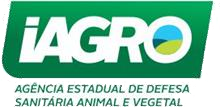 iAGRO
AGÊNCIA ESTADUAL DE DEFESA
SANITÁRIA ANIMAL E VEGETAL